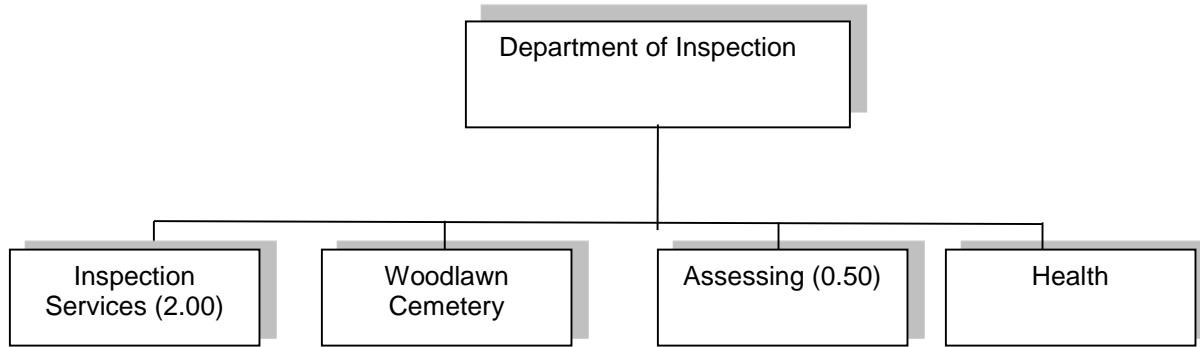 Department of Inspection
Inspection
Services (2.00)
Woodlawn
Cemetery
Assessing (0.50)
Health